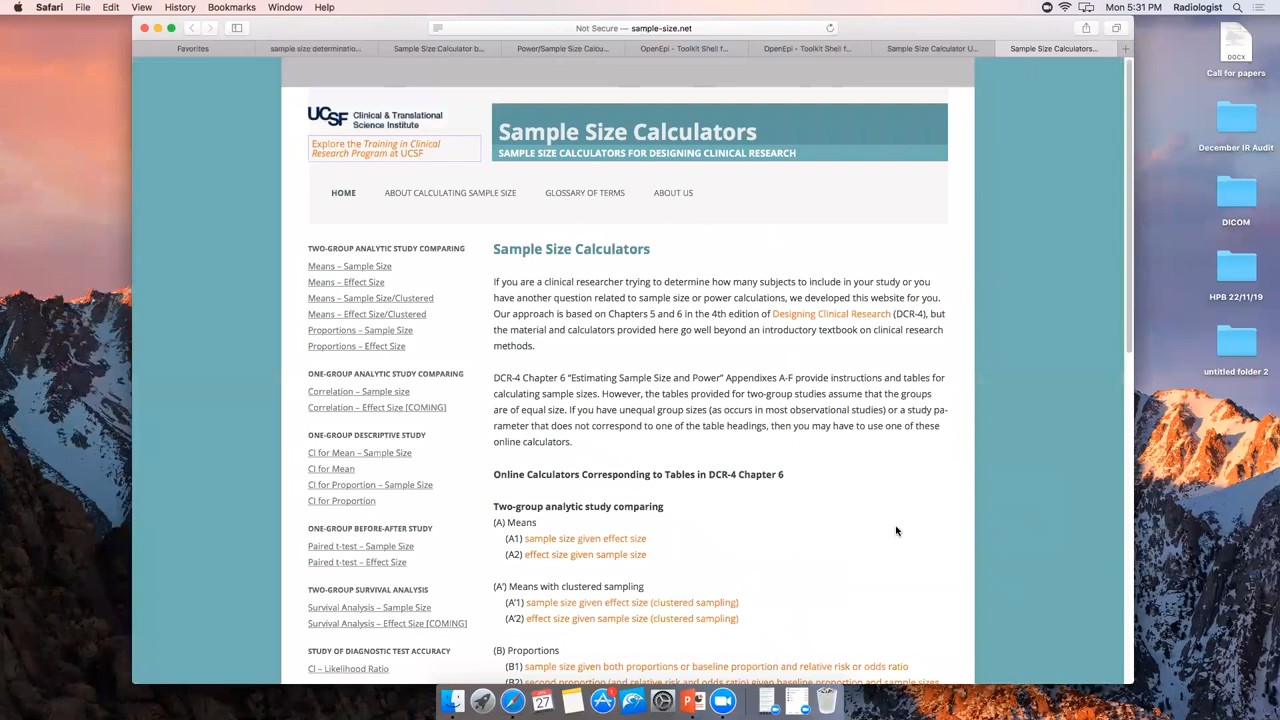 Safari File Edit View History Bookmarks Window Help Mon 5:31 PM Radiologist
Not Secure — sample-size.net
Favorites sample size determinatio... Sample Size Calculator b... Power/Sample Size Calcu... OpenEpi - Toolkit Shell f... OpenEpi - Toolkit Shell f... Sample Size Calculator U... Sample Size Calculators...
DOCX
Call for papers
December IR Audit
DICOM
HPB 22/11/19
untitled folder 2
UCSF Clinical & Translational
Science Institute
Explore the Training in Clinical
Research Program at UCSF
Sample Size Calculators
SAMPLE SIZE CALCULATORS FOR DESIGNING CLINICAL RESEARCH
HOME ABOUT CALCULATING SAMPLE SIZE GLOSSARY OF TERMS ABOUT US
TWO-GROUP ANALYTIC STUDY COMPARING
Means – Sample Size
Means – Effect Size
Means – Sample Size/Clustered
Means – Effect Size/Clustered
Proportions – Sample Size
Proportions – Effect Size
ONE-GROUP ANALYTIC STUDY COMPARING
Correlation – Sample size
Correlation – Effect Size [COMING]
ONE-GROUP DESCRIPTIVE STUDY
CI for Mean – Sample Size
CI for Mean
CI for Proportion – Sample Size
CI for Proportion
ONE-GROUP BEFORE-AFTER STUDY
Paired t-test – Sample Size
Paired t-test – Effect Size
TWO-GROUP SURVIVAL ANALYSIS
Survival Analysis – Sample Size
Survival Analysis – Effect Size [COMING]
STUDY OF DIAGNOSTIC TEST ACCURACY
CI – Likelihood Ratio
Sample Size Calculators
If you are a clinical researcher trying to determine how many subjects to include in your study or you
have another question related to sample size or power calculations, we developed this website for you.
Our approach is based on Chapters 5 and 6 in the 4th edition of Designing Clinical Research (DCR-4), but
the material and calculators provided here go well beyond an introductory textbook on clinical research
methods.
DCR-4 Chapter 6 “Estimating Sample Size and Power” Appendixes A-F provide instructions and tables for
calculating sample sizes. However, the tables provided for two-group studies assume that the groups
are of equal size. If you have unequal group sizes (as occurs in most observational studies) or a study pa-
rameter that does not correspond to one of the table headings, then you may have to use one of these
online calculators.
Online Calculators Corresponding to Tables in DCR-4 Chapter 6
Two-group analytic study comparing
(A) Means
(A1) sample size given effect size
(A2) effect size given sample size
(A') Means with clustered sampling
(A'1) sample size given effect size (clustered sampling)
(A'2) effect size given sample size (clustered sampling)
(B) Proportions
(B1) sample size given both proportions or baseline proportion and relative risk or odds ratio
(B2) second proportion (and relative risk and odds ratio) given baseline proportion and sample sizes
27